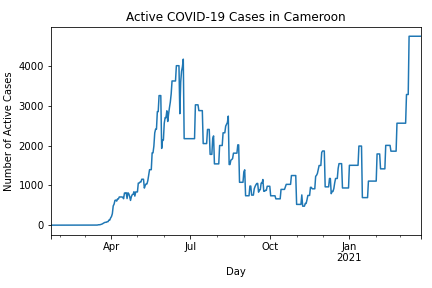 Active COVID-19 Cases in Cameroon
Number of Active Cases
4000
3000
2000
1000
0
Apr
Jul
Oct
Jan
2021
Day